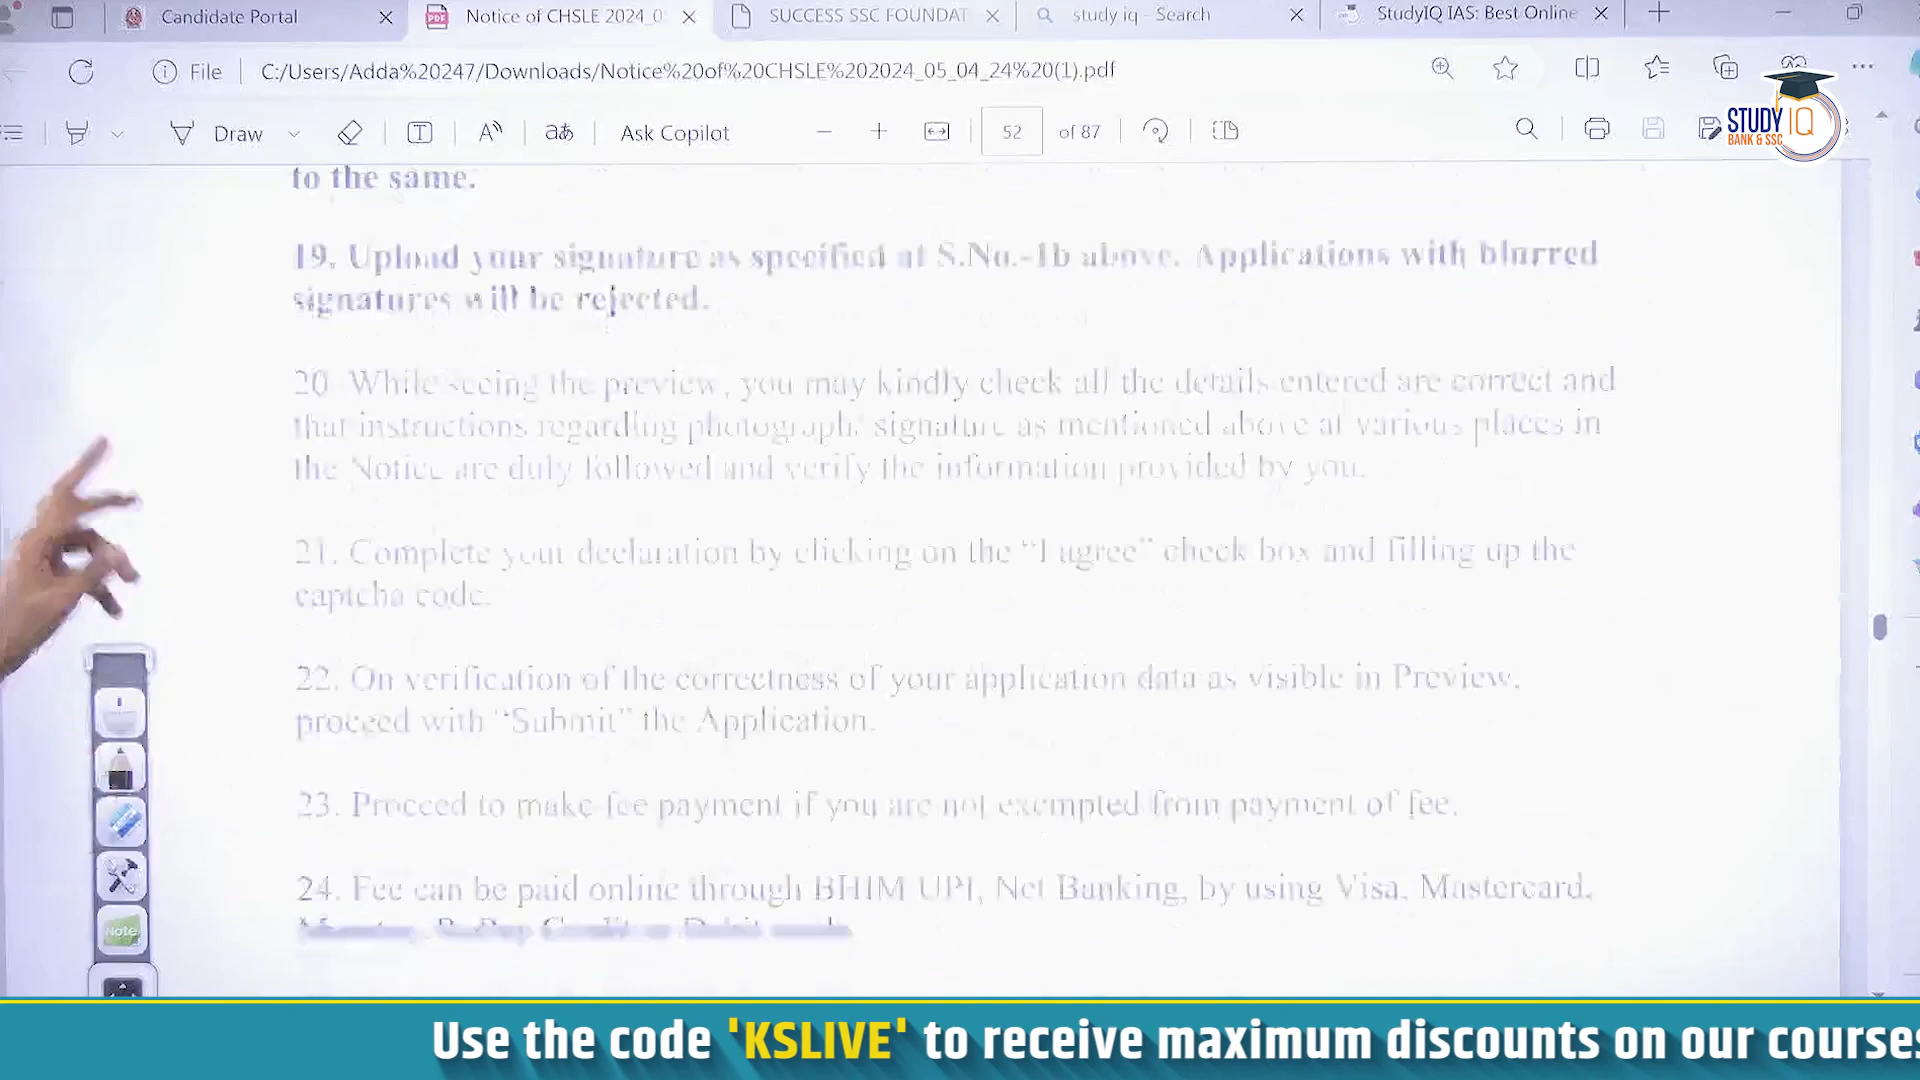 Candidate Portal
Notice of CHSLE 2024_0
SUCCESS SSC FOUNDAT
study iq - Search
StudyIQ IAS: Best Online
File
C:/Users/Adda%20247/Downloads/Notice%20of%20CHSLE%202024_05_04_24%20(1).pdf
Draw
Ask Copilot
52 of 87
STUDY IQ
BANK & SSC
to the same.
19. Upload your signature as specified at S.No.-1b above. Applications with blurred
signatures will be rejected.
20. While seeing the preview, you may kindly check all the details entered are correct and
that instructions regarding photograph/ signature as mentioned above at various places in
the Notice are duly followed and verify the information provided by you.
21. Complete your declaration by clicking on the “I agree” check box and filling up the
captcha code.
22. On verification of the correctness of your application data as visible in Preview,
proceed with “Submit” the Application.
23. Proceed to make fee payment if you are not exempted from payment of fee.
24. Fee can be paid online through BHIM UPI, Net Banking, by using Visa, Mastercard,
Note
Use the code 'KSLIVE' to receive maximum discounts on our courses